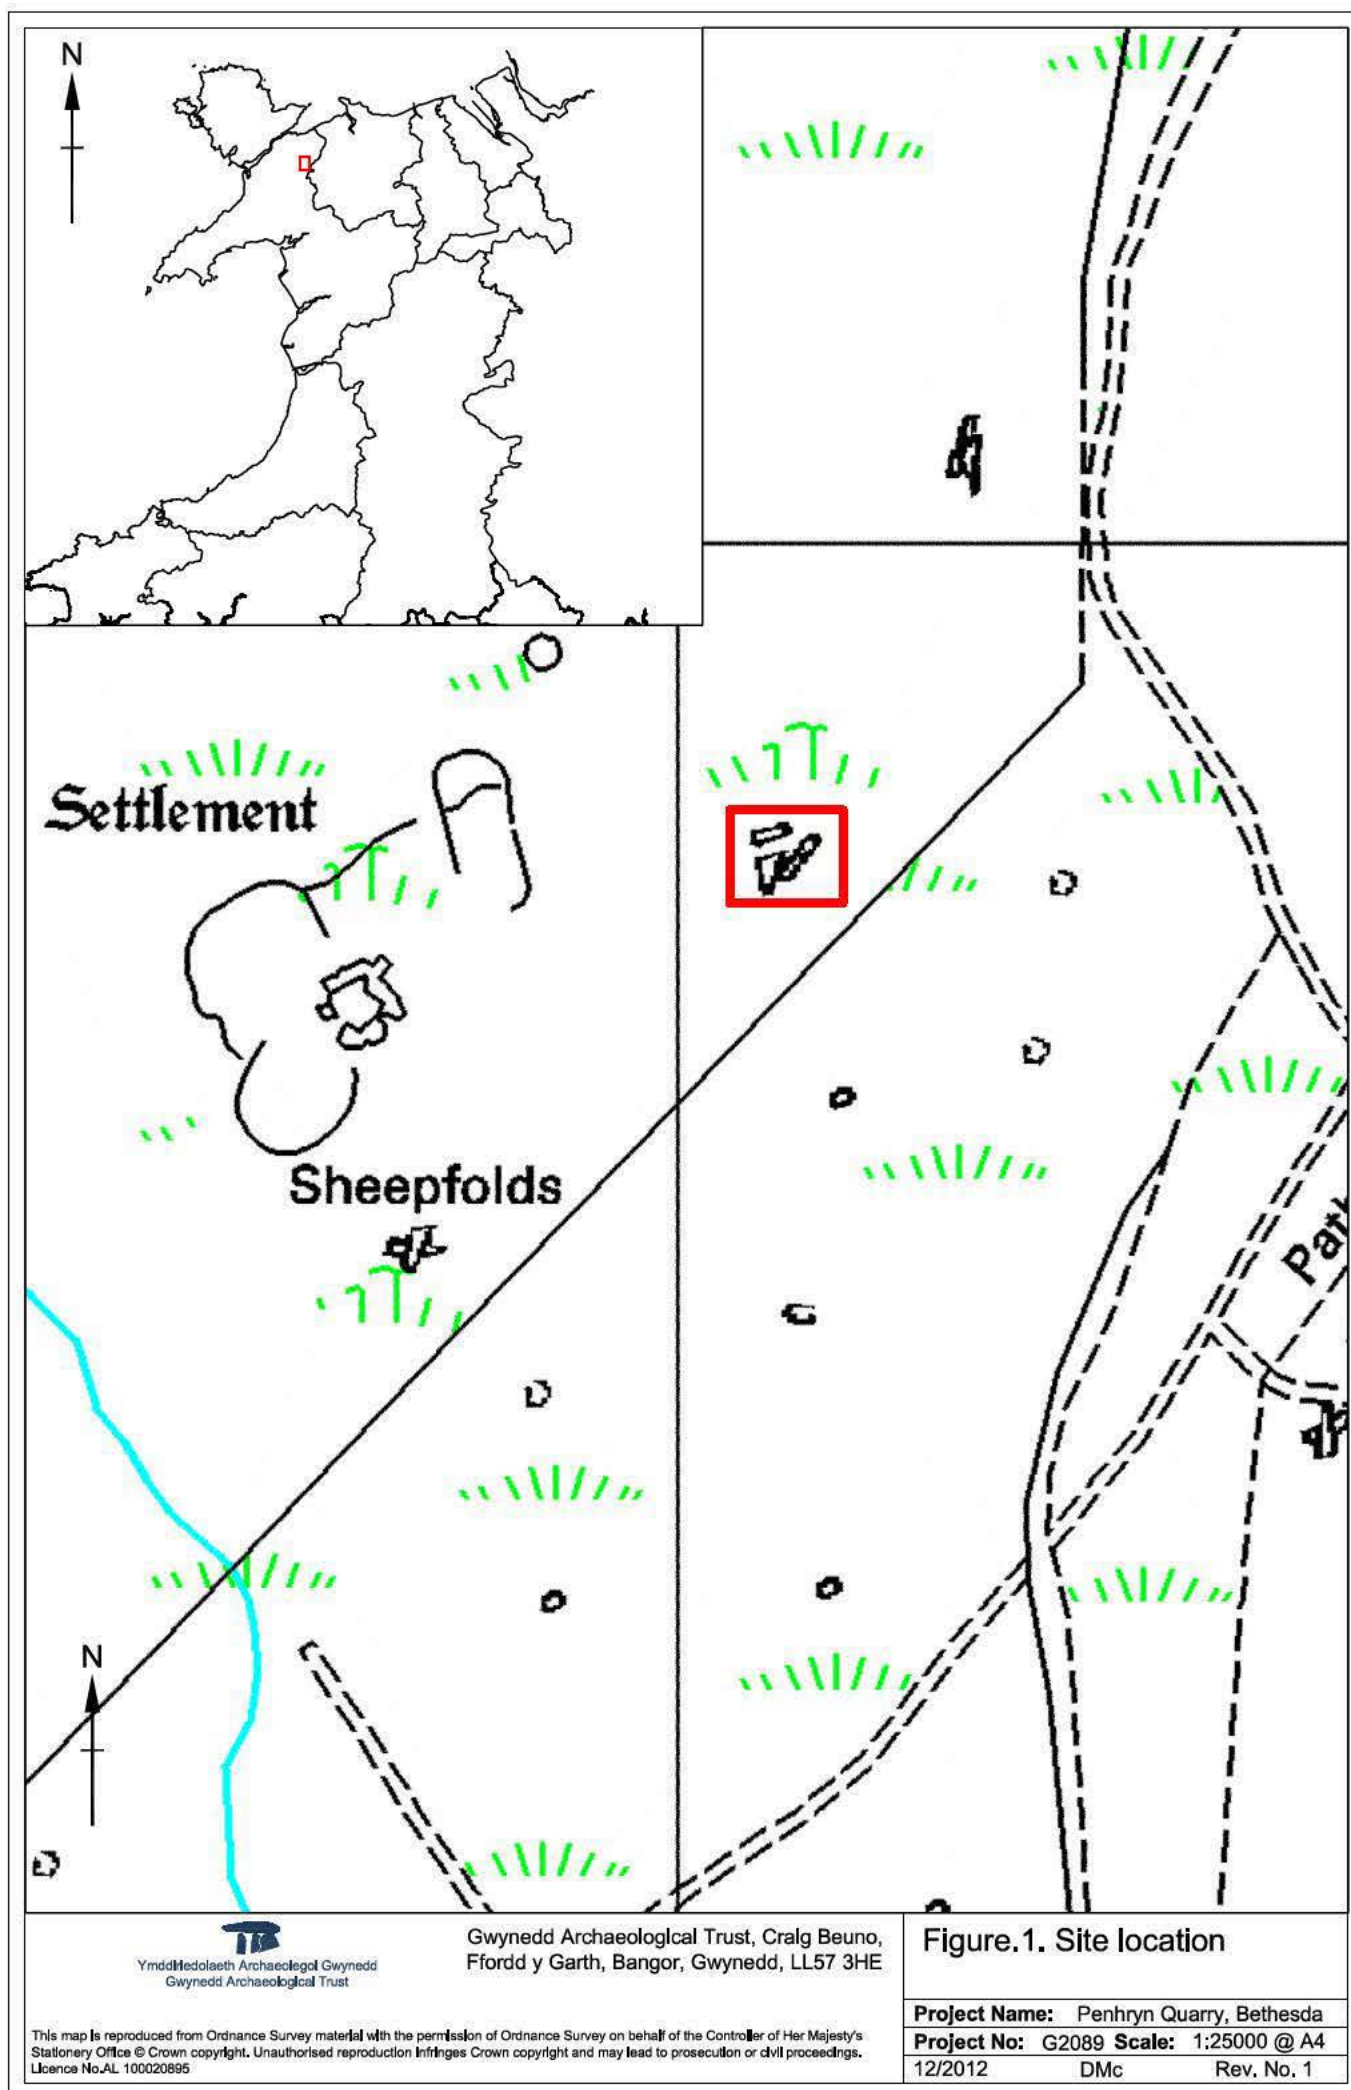 N
Settlement
Sheepfolds
N
Ymddiriedolaeth Archaeolegol Gwynedd
Gwynedd Archaeological Trust
Gwynedd Archaeological Trust, Craig Beuno,
Ffordd y Garth, Bangor, Gwynedd, LL57 3HE
This map is reproduced from Ordnance Survey material with the permission of Ordnance Survey on behalf of the Controller of Her Majesty's
Stationery Office © Crown copyright. Unauthorised reproduction infringes Crown copyright and may lead to prosecution or civil proceedings.
Licence No.AL 100020895
Figure.1. Site location
Project Name: Penhryn Quarry, Bethesda
Project No: G2089 Scale: 1:25000 @ A4
12/2012 DMc Rev. No. 1